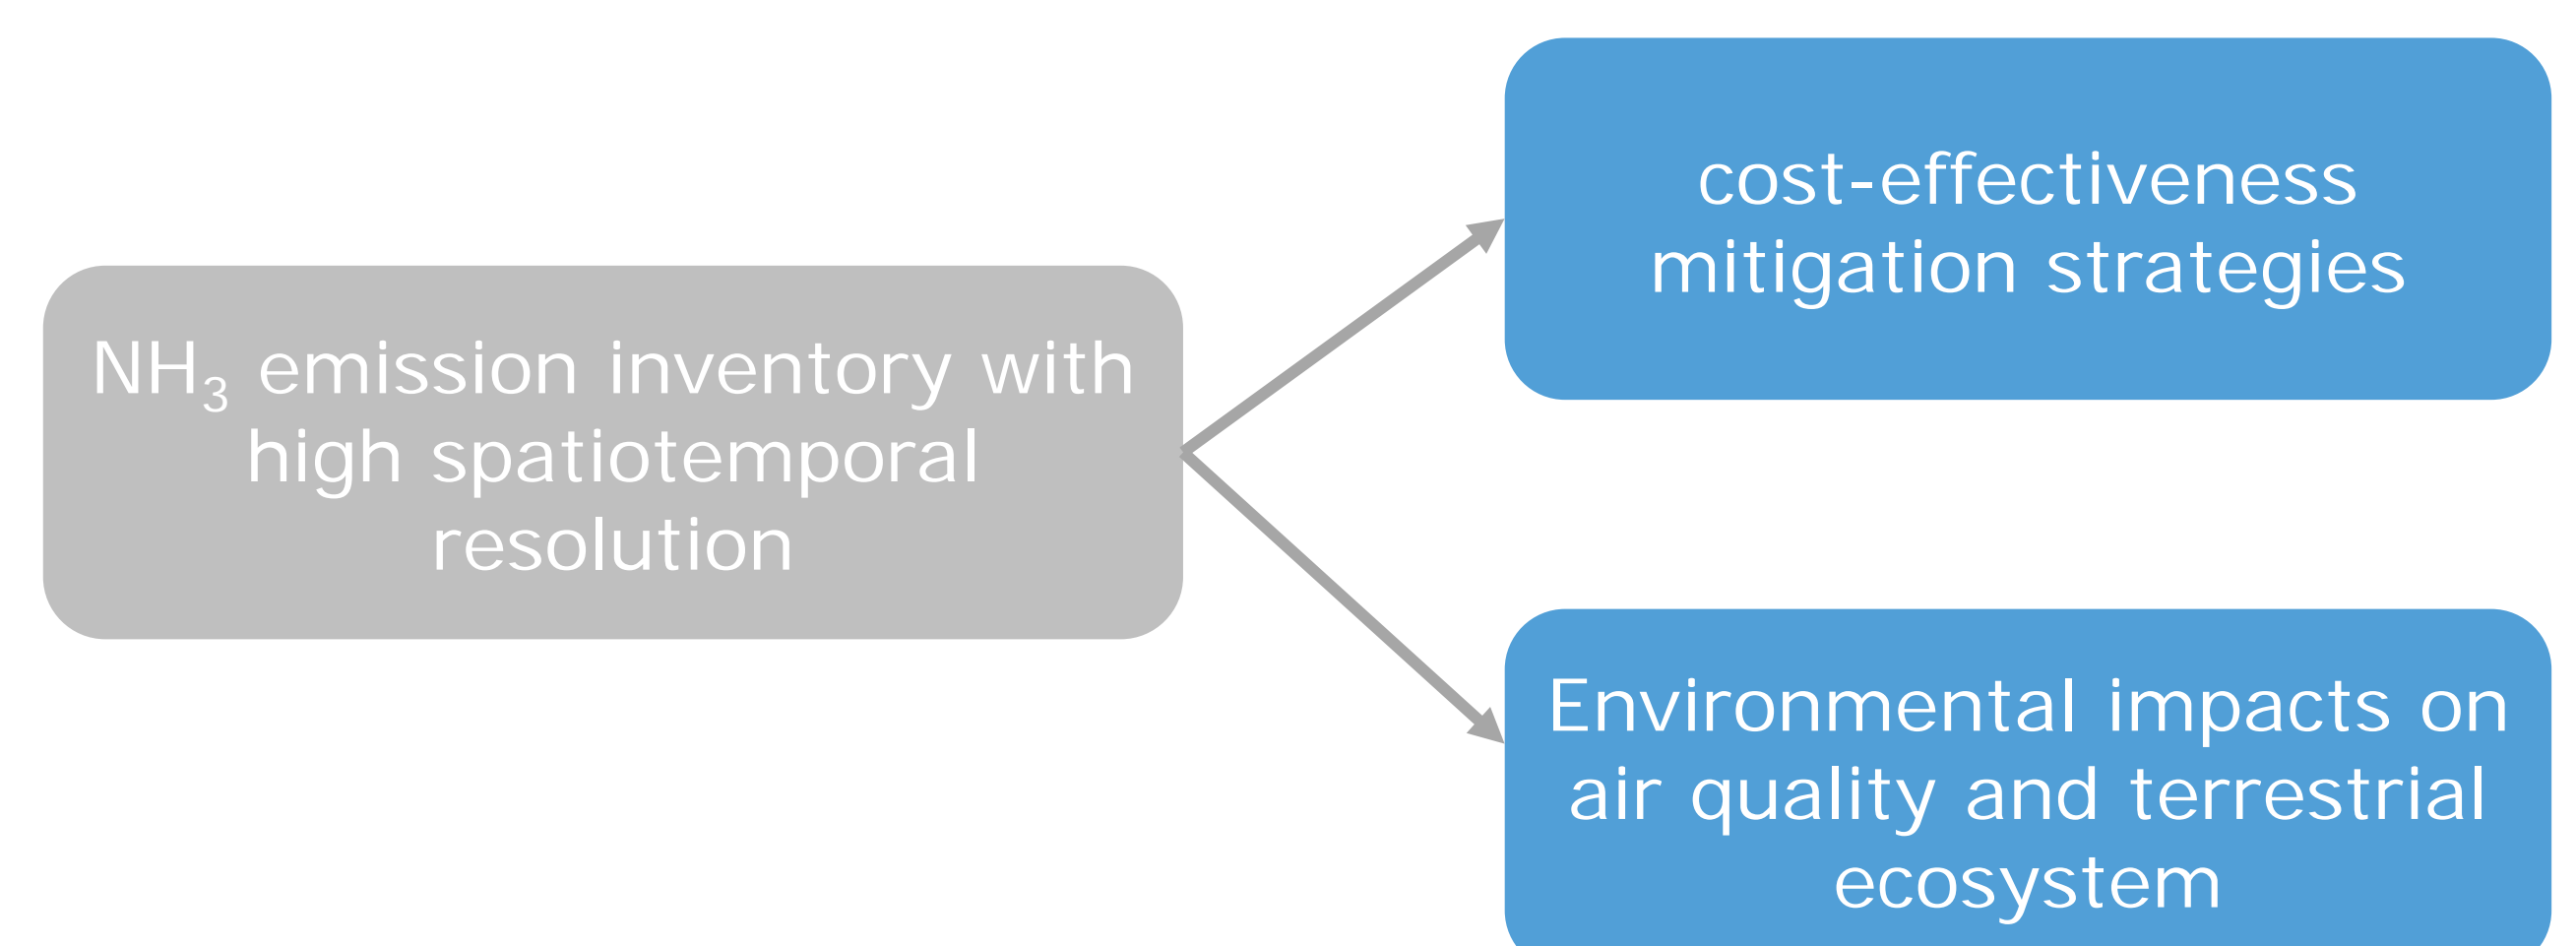 NH₃ emission inventory with
high spatiotemporal
resolution
cost-effectiveness
mitigation strategies
Environmental impacts on
air quality and terrestrial
ecosystem